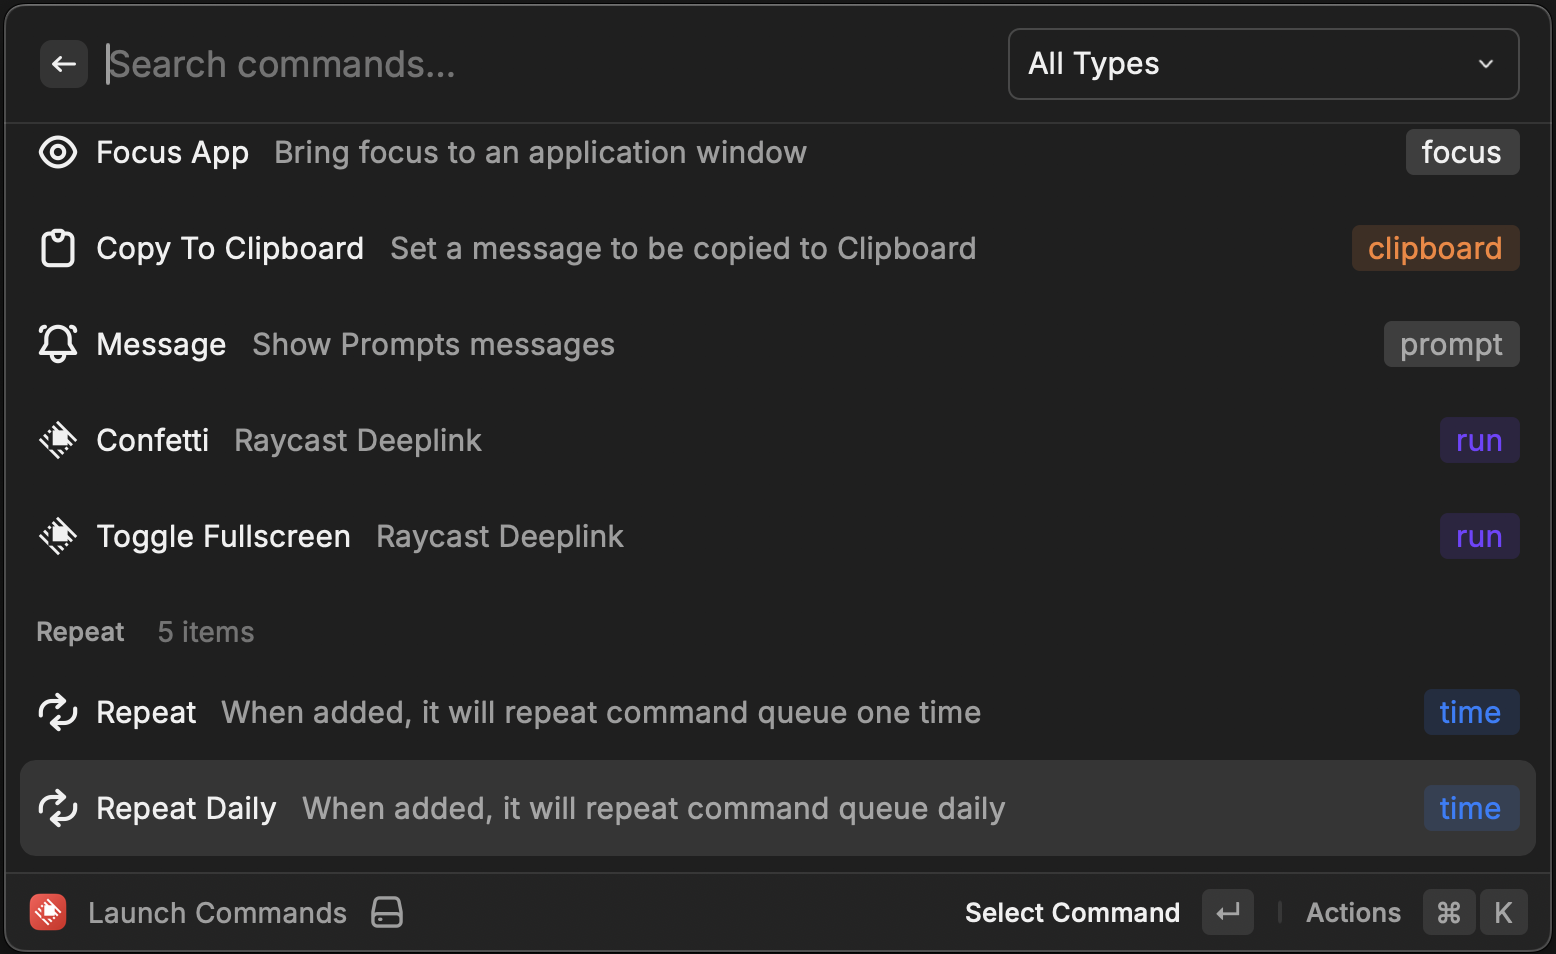 Search commands...
All Types
Focus App Bring focus to an application window focus
Copy To Clipboard Set a message to be copied to Clipboard clipboard
Message Show Prompts messages prompt
Confetti Raycast Deeplink run
Toggle Fullscreen Raycast Deeplink run
Repeat 5 items
Repeat When added, it will repeat command queue one time time
Repeat Daily When added, it will repeat command queue daily time
Launch Commands Select Command ↵ Actions ⌘ K